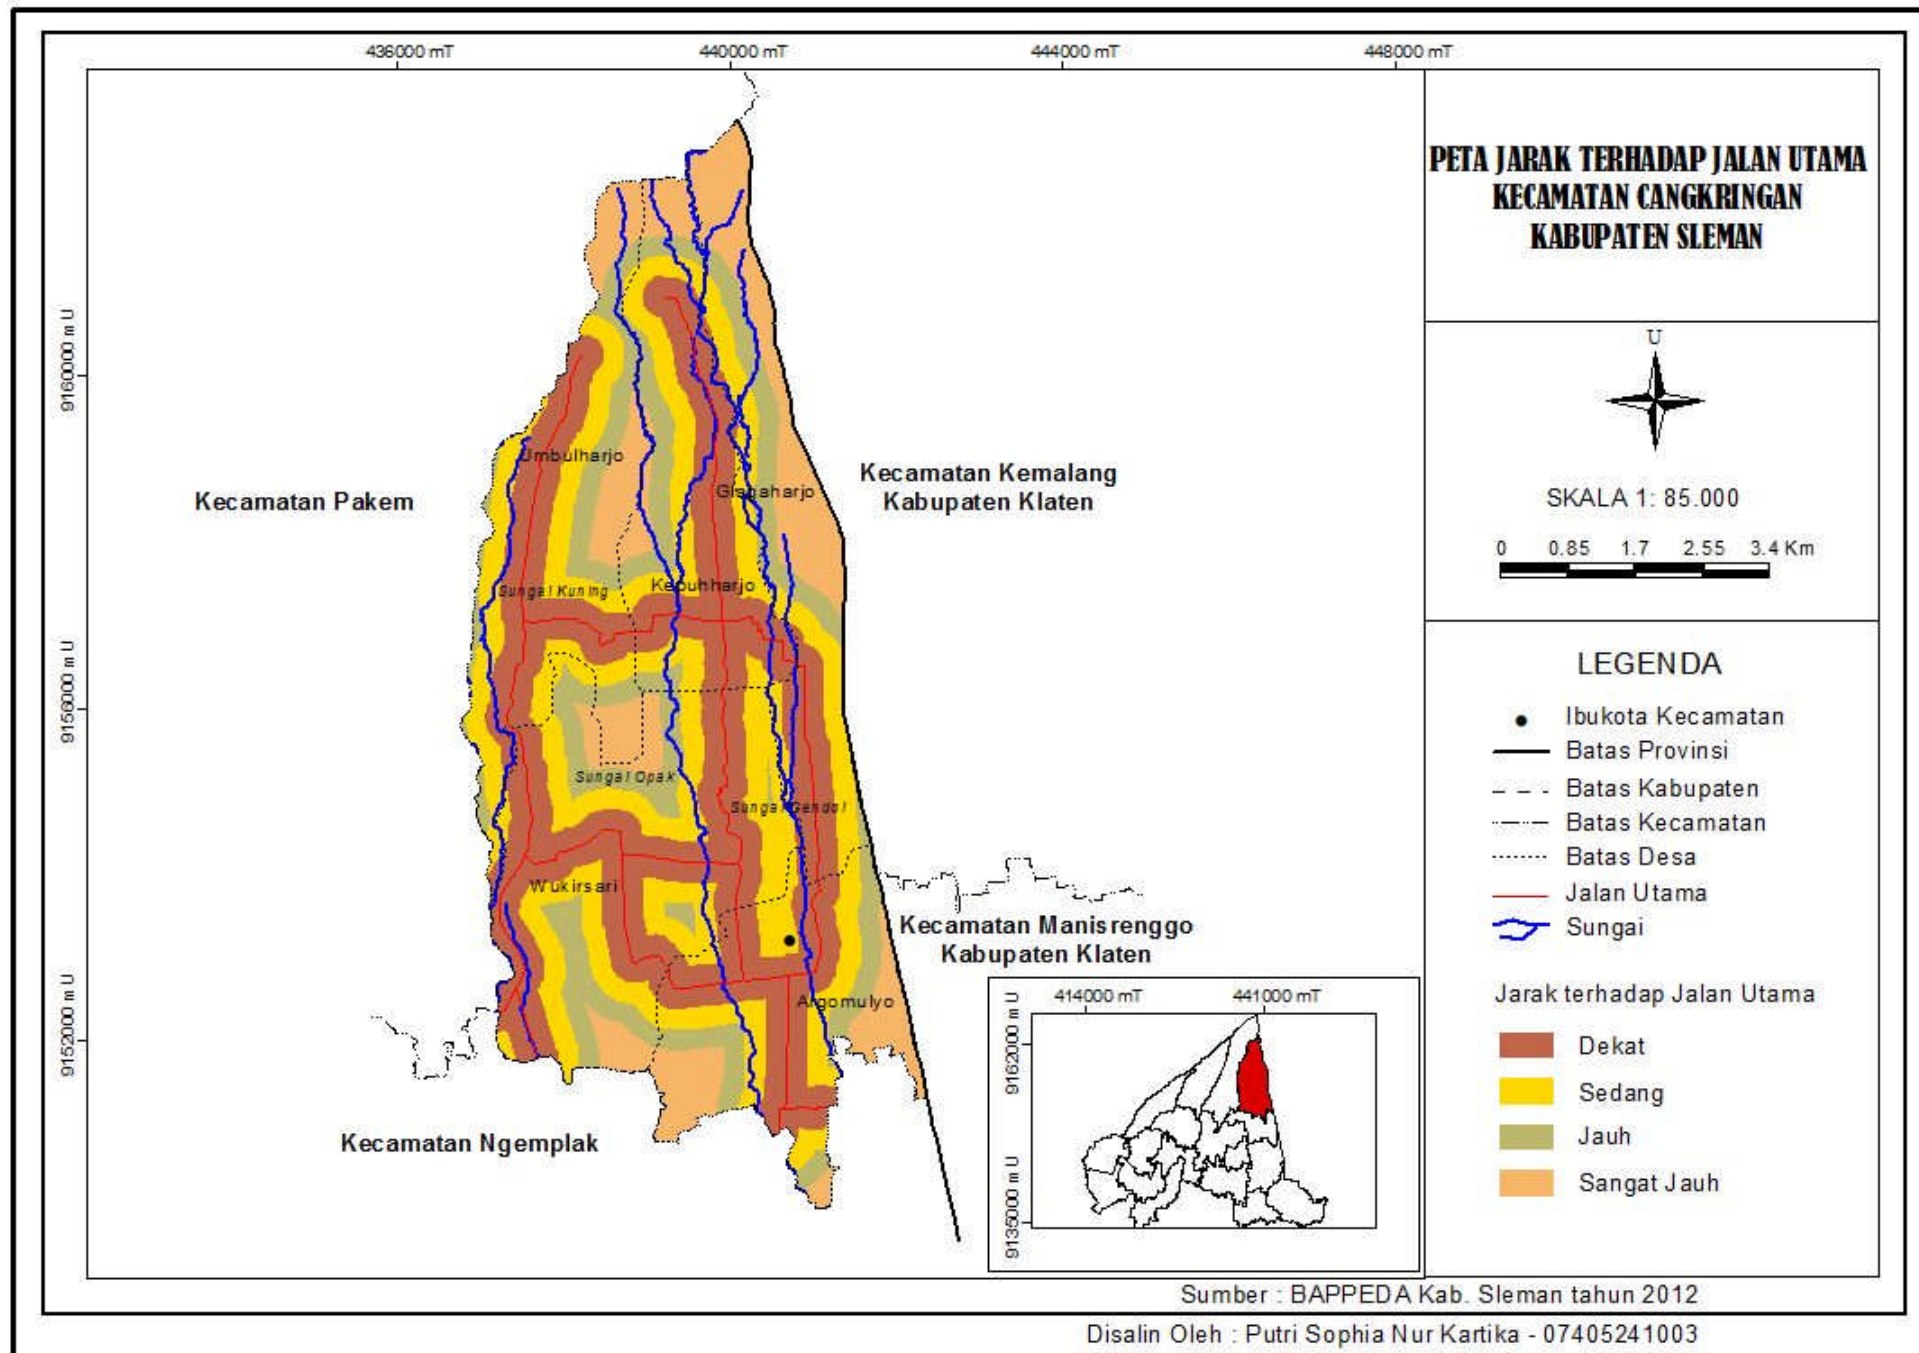 436000 mT
440000 mT
444000 mT
448000 mT
PETA JARAK TERHADAP JALAN UTAMA
KECAMATAN CANGKRINGAN
KABUPATEN SLEMAN
U
SKALA 1: 85.000
0 0.85 1.7 2.55 3.4 Km
9160000 m U
9156000 m U
9152000 m U
Kecamatan Pakem
Kecamatan Kemalang
Kabupaten Klaten
Umbulharjo
Glagaharjo
Kepuhharjo
Sungai Kuning
Sungai Opak
Sungai Gendol
Wukirsari
Argomulyo
Kecamatan Manisrenggo
Kabupaten Klaten
Kecamatan Ngemplak
LEGENDA
Ibukota Kecamatan
Batas Provinsi
Batas Kabupaten
Batas Kecamatan
Batas Desa
Jalan Utama
Sungai
Jarak terhadap Jalan Utama
Dekat
Sedang
Jauh
Sangat Jauh
414000 mT
441000 mT
9162000 m U
9135000 m U
Sumber : BAPPEDA Kab. Sleman tahun 2012
Disalin Oleh : Putri Sophia Nur Kartika - 07405241003